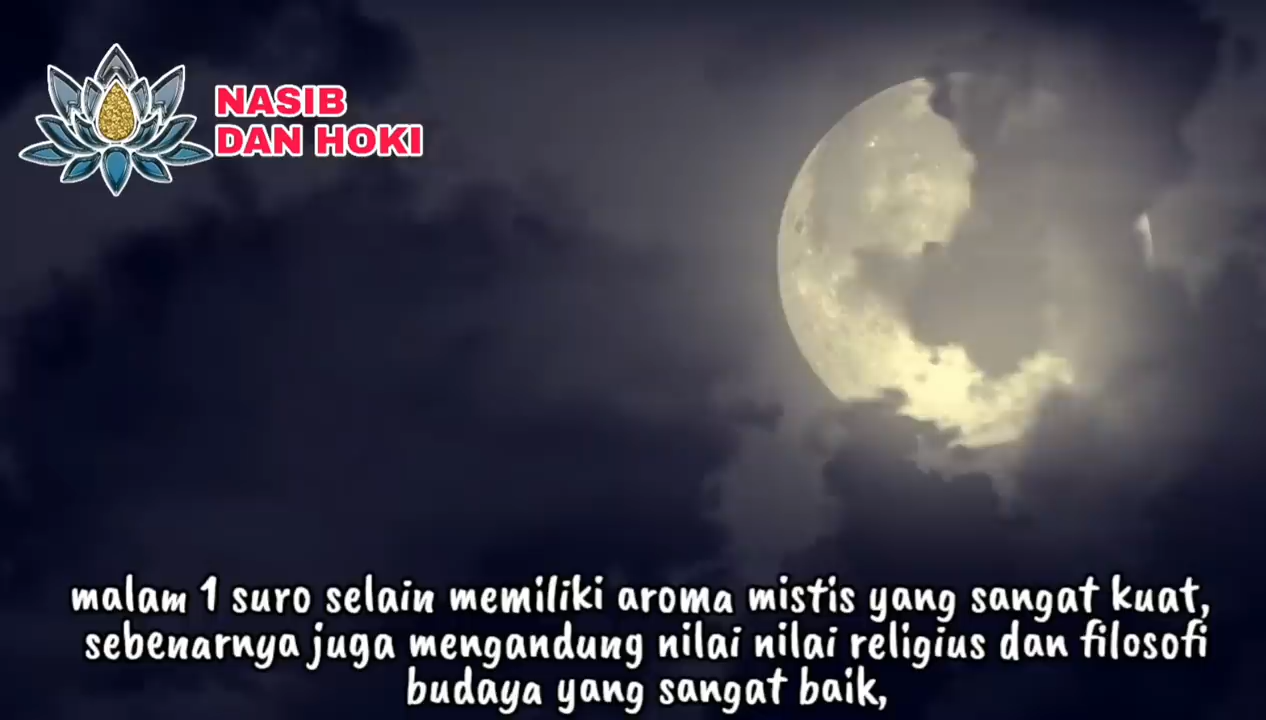 NASIB
DAN HOKI
malam 1 suro selain memiliki aroma mistis yang sangat kuat,
sebenarnya juga mengandung nilai nilai religius dan filosofi
budaya yang sangat baik,